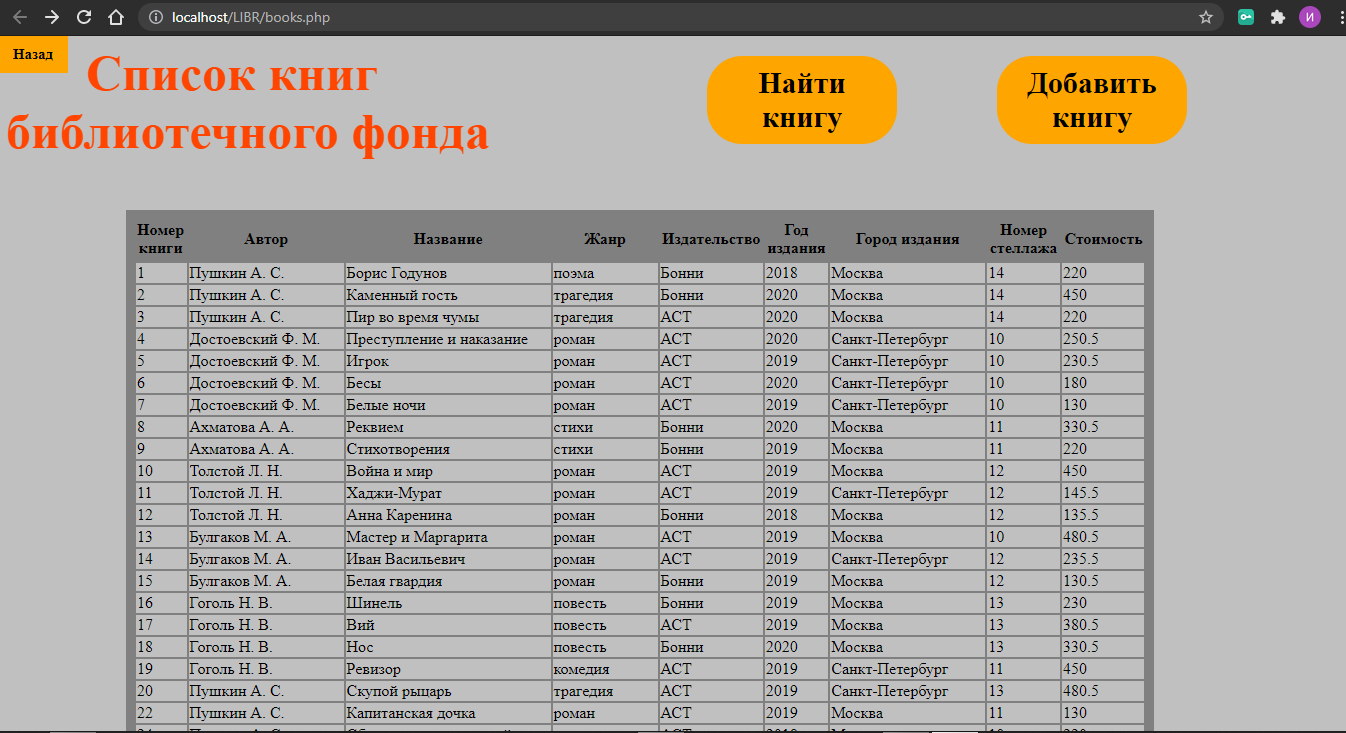 localhost/LIBR/books.php
И
Назад
Список книг
библиотечного фонда
Найти
книгу
Добавить
книгу
Номер книги Автор Название Жанр Издательство Год издания Город издания Номер стеллажа Стоимость
1 Пушкин А. С. Борис Годунов поэма Бонни 2018 Москва 14 220
2 Пушкин А. С. Каменный гость трагедия Бонни 2020 Москва 14 450
3 Пушкин А. С. Пир во время чумы трагедия АСТ 2020 Москва 14 220
4 Достоевский Ф. М. Преступление и наказание роман АСТ 2020 Санкт-Петербург 10 250.5
5 Достоевский Ф. М. Игрок роман АСТ 2019 Санкт-Петербург 10 230.5
6 Достоевский Ф. М. Бесы роман АСТ 2020 Санкт-Петербург 10 180
7 Достоевский Ф. М. Белые ночи роман АСТ 2019 Санкт-Петербург 10 130
8 Ахматова А. А. Реквием стихи Бонни 2020 Москва 11 330.5
9 Ахматова А. А. Стихотворения стихи Бонни 2019 Москва 11 220
10 Толстой Л. Н. Война и мир роман АСТ 2019 Москва 12 450
11 Толстой Л. Н. Хаджи-Мурат роман АСТ 2019 Санкт-Петербург 12 145.5
12 Толстой Л. Н. Анна Каренина роман Бонни 2018 Москва 12 135.5
13 Булгаков М. А. Мастер и Маргарита роман АСТ 2019 Москва 10 480.5
14 Булгаков М. А. Иван Васильевич роман АСТ 2019 Санкт-Петербург 12 235.5
15 Булгаков М. А. Белая гвардия роман Бонни 2019 Москва 12 130.5
16 Гоголь Н. В. Шинель повесть Бонни 2019 Москва 13 230
17 Гоголь Н. В. Вий повесть АСТ 2019 Москва 13 380.5
18 Гоголь Н. В. Нос повесть Бонни 2020 Москва 13 330.5
19 Гоголь Н. В. Ревизор комедия АСТ 2019 Санкт-Петербург 11 450
20 Пушкин А. С. Скупой рыцарь трагедия АСТ 2019 Санкт-Петербург 13 480.5
22 Пушкин А. С. Капитанская дочка роман АСТ 2019 Москва 11 130